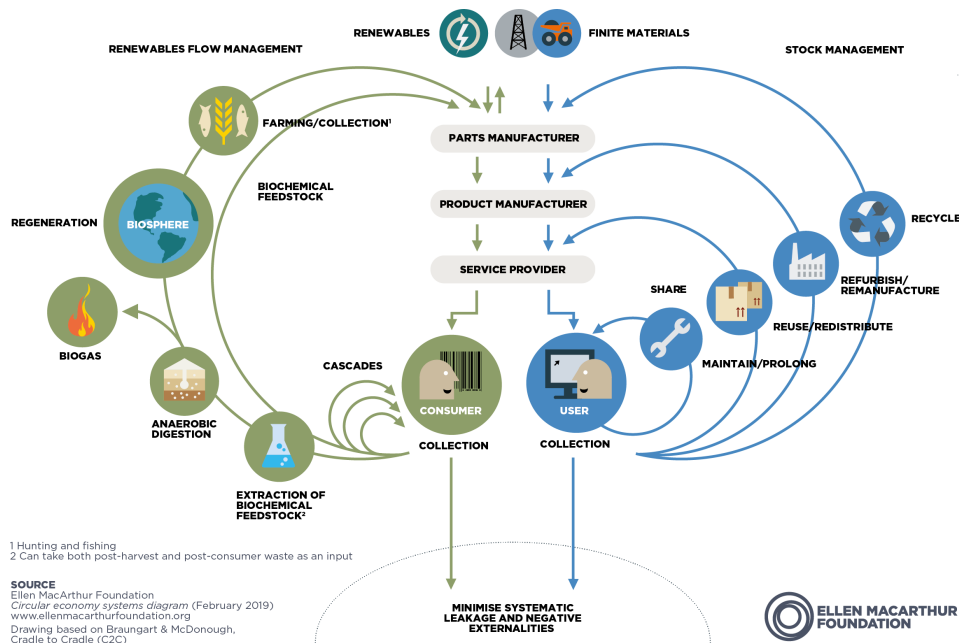 RENEWABLES
FINITE MATERIALS
RENEWABLES FLOW MANAGEMENT
STOCK MANAGEMENT
PARTS MANUFACTURER
PRODUCT MANUFACTURER
SERVICE PROVIDER
FARMING/COLLECTION¹
BIOCHEMICAL
FEEDSTOCK
REGENERATION
BIOSPHERE
BIOGAS
ANAEROBIC
DIGESTION
EXTRACTION OF
BIOCHEMICAL
FEEDSTOCK²
CASCADES
CONSUMER
COLLECTION
USER
COLLECTION
SHARE
MAINTAIN/PROLONG
REUSE/REDISTRIBUTE
REFURBISH/
REMANUFACTURE
RECYCLE
MINIMISE SYSTEMATIC
LEAKAGE AND NEGATIVE
EXTERNALITIES
1 Hunting and fishing
2 Can take both post-harvest and post-consumer waste as an input
SOURCE
Ellen MacArthur Foundation
Circular economy systems diagram (February 2019)
www.ellenmacarthurfoundation.org
Drawing based on Braungart & McDonough,
Cradle to Cradle (C2C)
ELLEN MACARTHUR
FOUNDATION